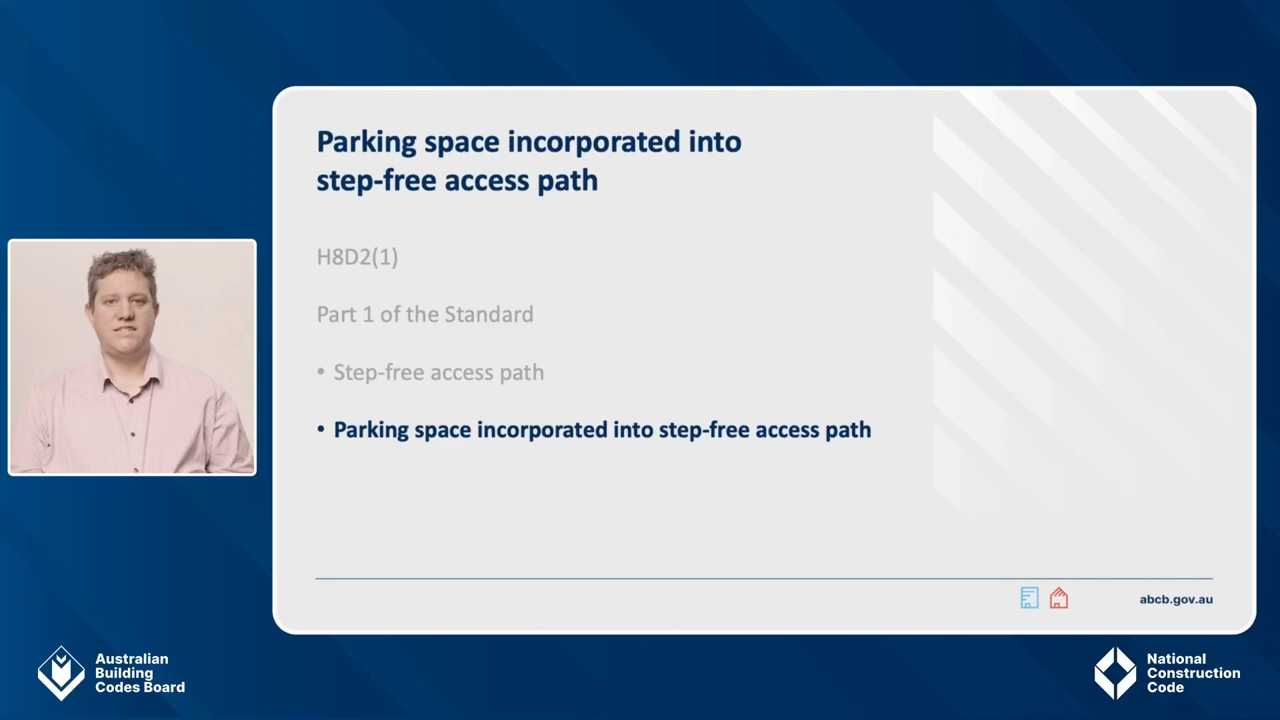 Parking space incorporated into
step-free access path
H8D2(1)
Part 1 of the Standard
• Step-free access path
• Parking space incorporated into step-free access path
abcb.gov.au
Australian
Building
Codes Board
National
Construction
Code